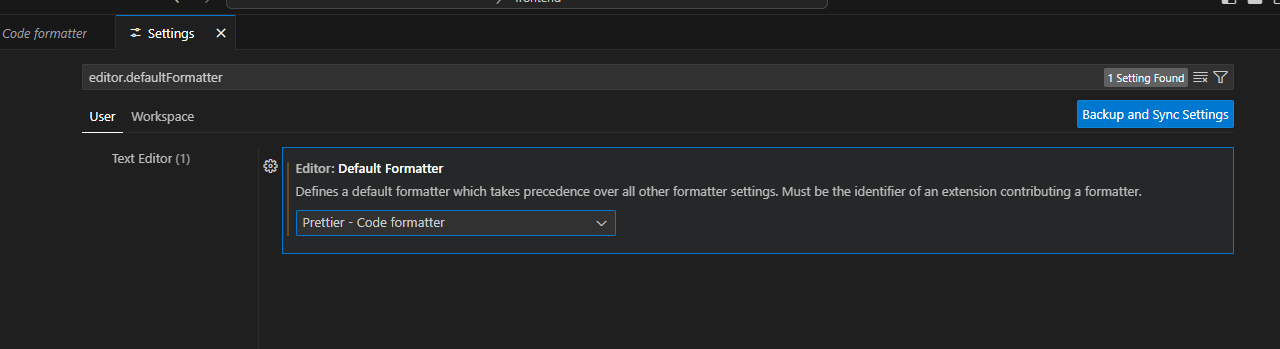 frontend
Code formatter
Settings
editor.defaultFormatter
1 Setting Found
User
Workspace
Backup and Sync Settings
Text Editor (1)
Editor: Default Formatter
Defines a default formatter which takes precedence over all other formatter settings. Must be the identifier of an extension contributing a formatter.
Prettier - Code formatter